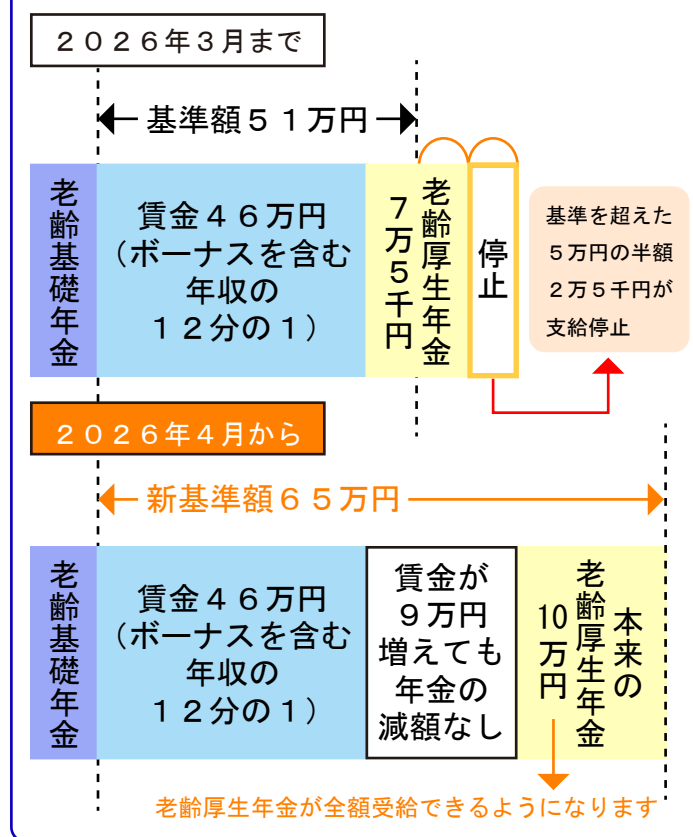 ２０２６年３月まで
基準額５１万円
老齢基礎年金
賃金４６万円
（ボーナスを含む
年収の
１２分の１）
老齢厚生年金
７万５千円
停止
基準を超えた
５万円の半額
２万５千円が
支給停止
２０２６年４月から
新基準額６５万円
老齢基礎年金
賃金４６万円
（ボーナスを含む
年収の
１２分の１）
賃金が
９万円
増えても
年金の
減額なし
本来の
老齢厚生年金
10万円
老齢厚生年金が全額受給できるようになります